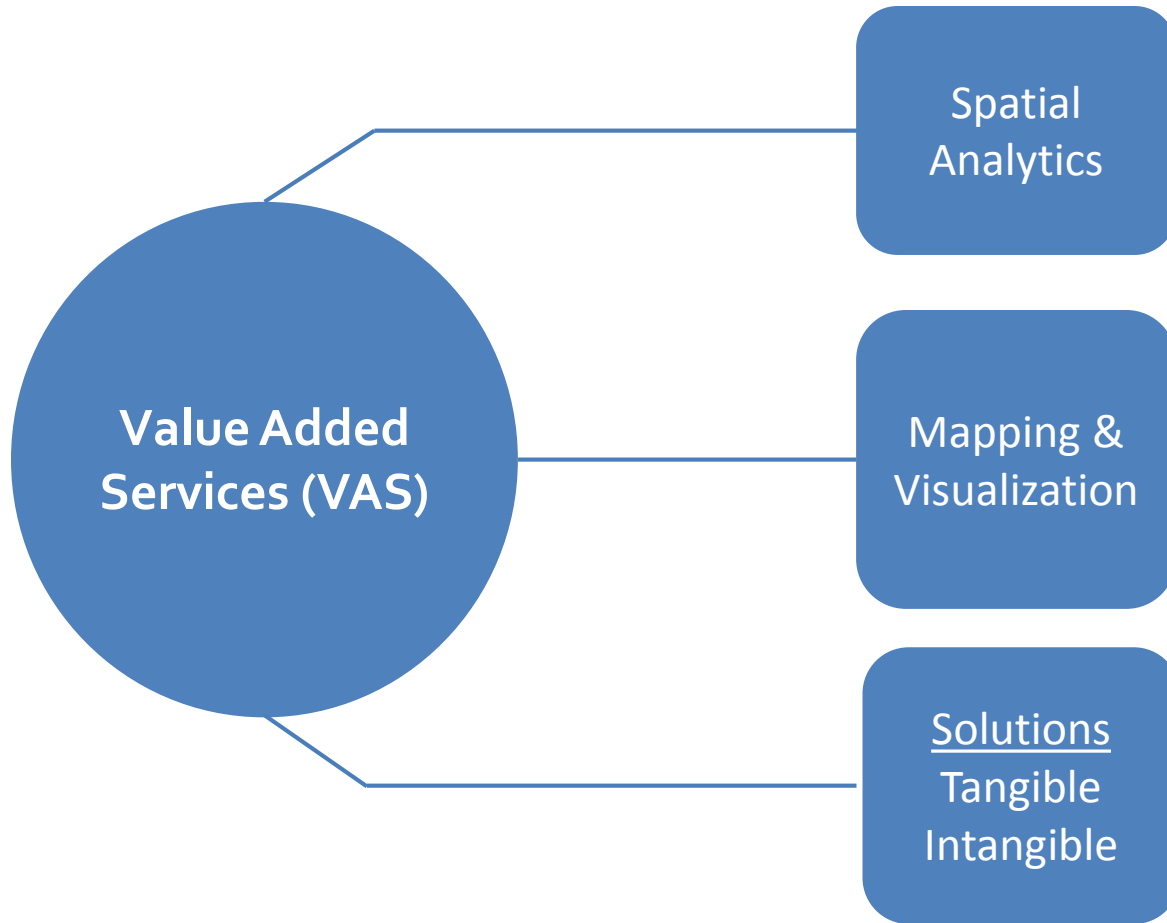 Spatial
Analytics
Value Added
Services (VAS)
Mapping &
Visualization
Solutions
Tangible
Intangible